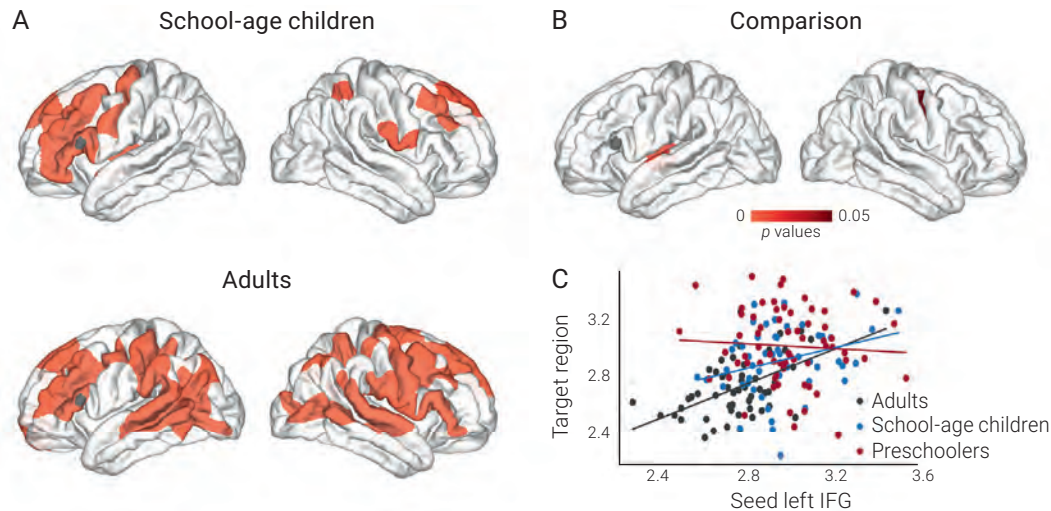 A
School-age children
B
Comparison
0
0.05
p values
Adults
C
3.2
2.8
2.4
Target region
Adults
School-age children
Preschoolers
2.4
2.8
3.2
3.6
Seed left IFG